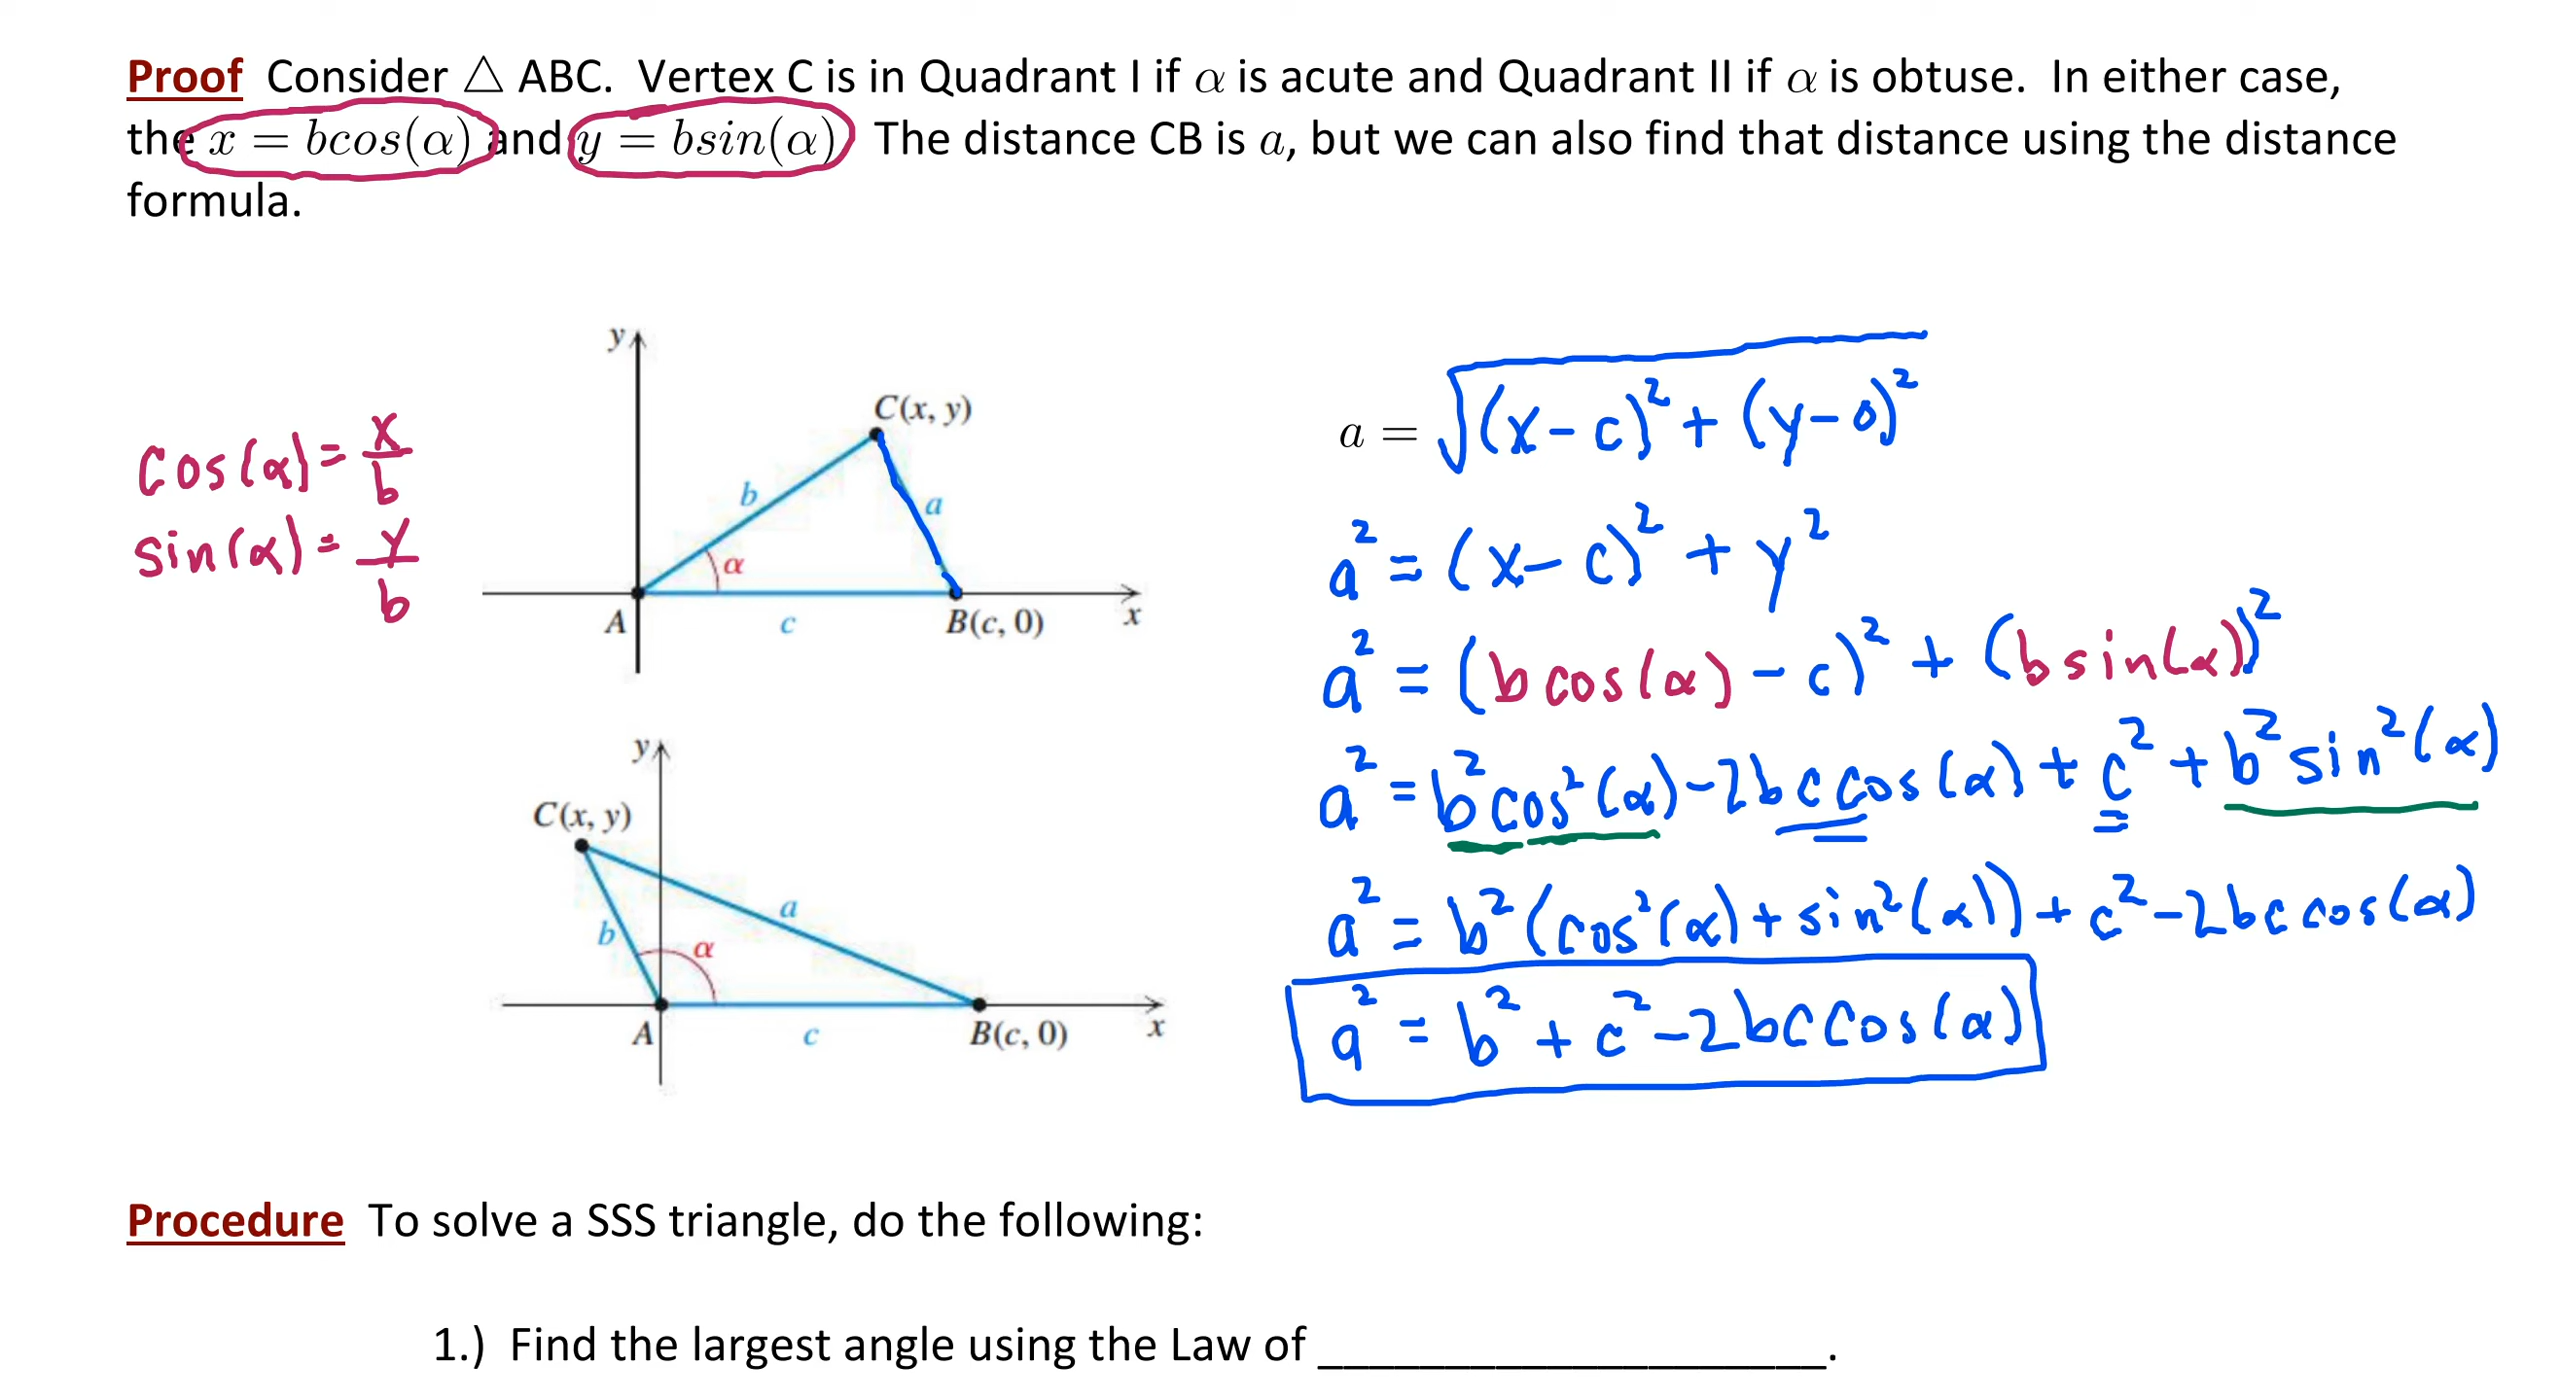 Proof Consider △ ABC. Vertex C is in Quadrant I if α is acute and Quadrant II if α is obtuse. In either case,
the x = bcos(α) and y = bsin(α) The distance CB is a, but we can also find that distance using the distance
formula.
cos(α) = x/b
sin(α) = y/b
y
C(x, y)
b
a
α
A
c
B(c, 0)
x
y
C(x, y)
b
a
α
A
c
B(c, 0)
x
a = √((x-c)² + (y-0)²)
a² = (x-c)² + y²
a² = (bcos(α) - c)² + (bsin(α))²
a² = b²cos²(α) - 2bccos(α) + c² + b²sin²(α)
a² = b²(cos²(α) + sin²(α)) + c² - 2bccos(α)
a² = b² + c² - 2bccos(α)
Procedure To solve a SSS triangle, do the following:
1.) Find the largest angle using the Law of ____________________.